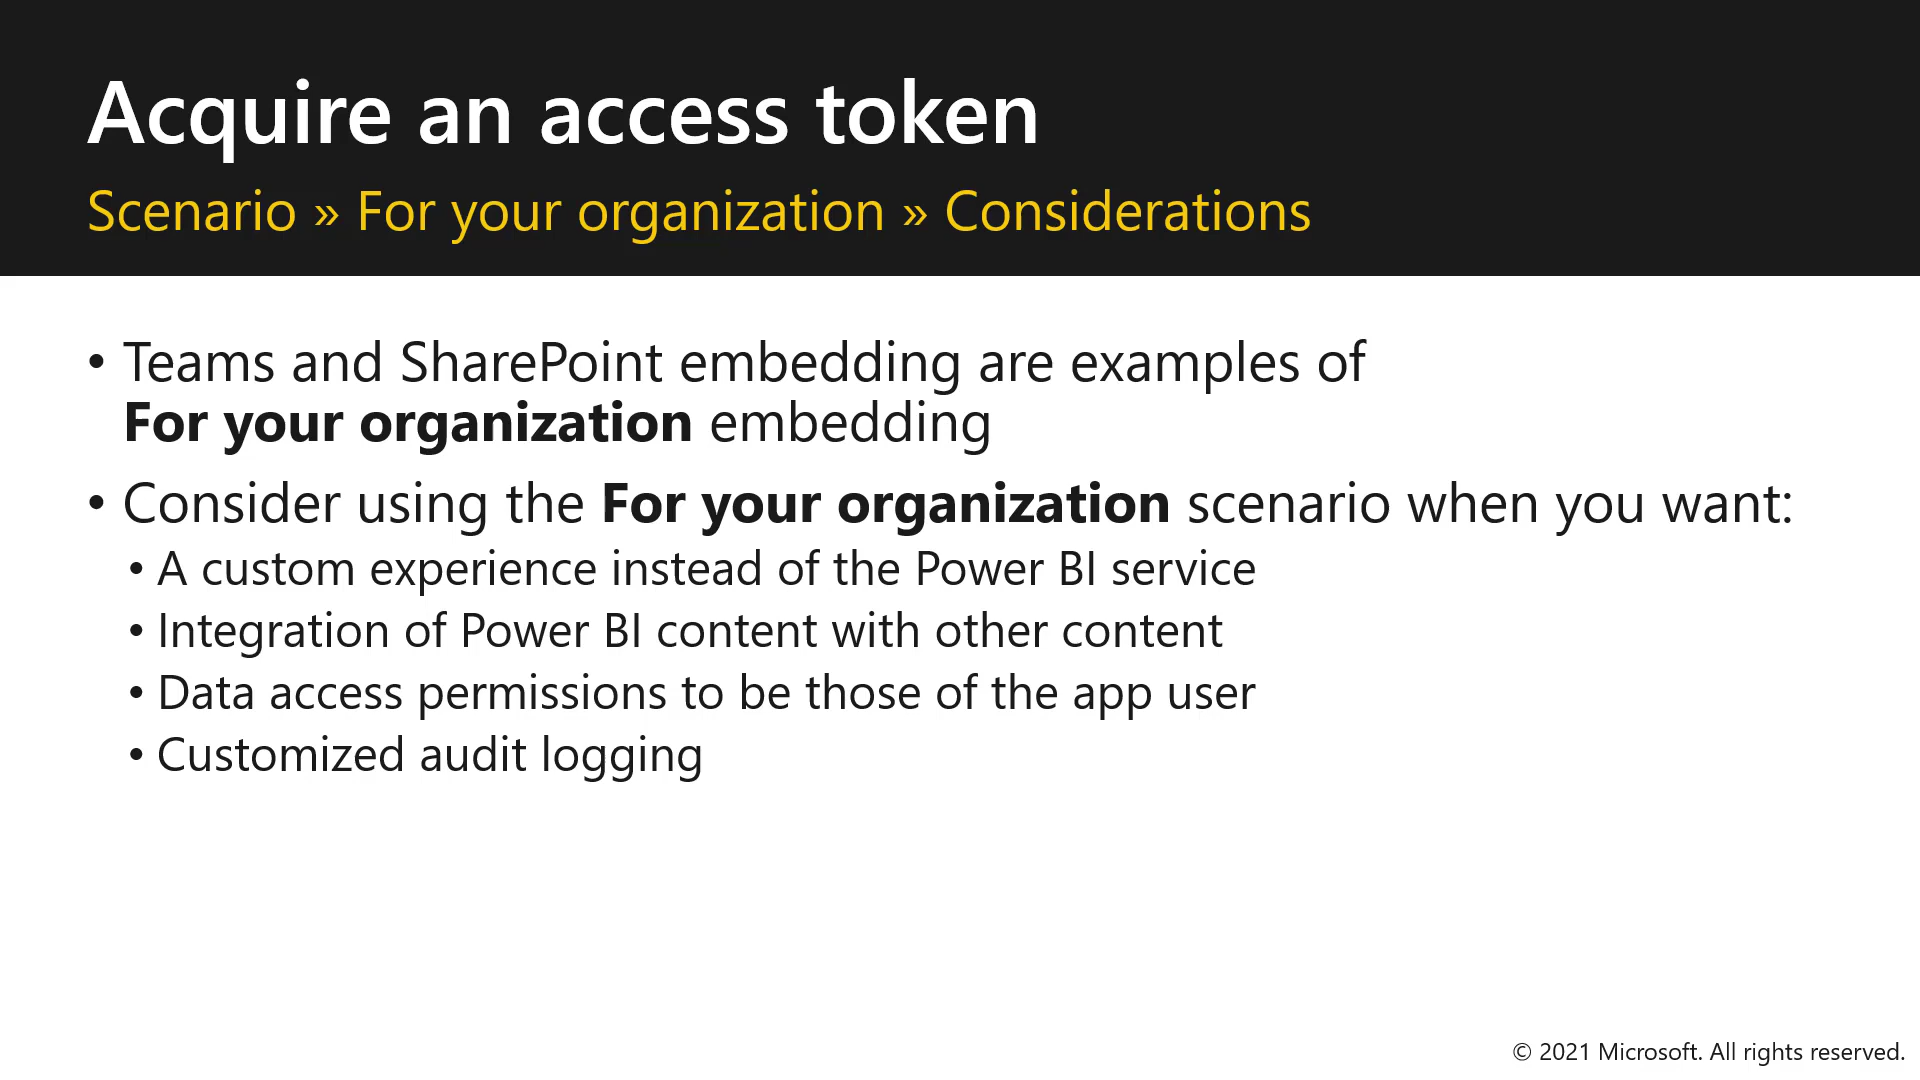 Acquire an access token
Scenario » For your organization » Considerations
• Teams and SharePoint embedding are examples of
For your organization embedding
• Consider using the For your organization scenario when you want:
• A custom experience instead of the Power BI service
• Integration of Power BI content with other content
• Data access permissions to be those of the app user
• Customized audit logging
© 2021 Microsoft. All rights reserved.